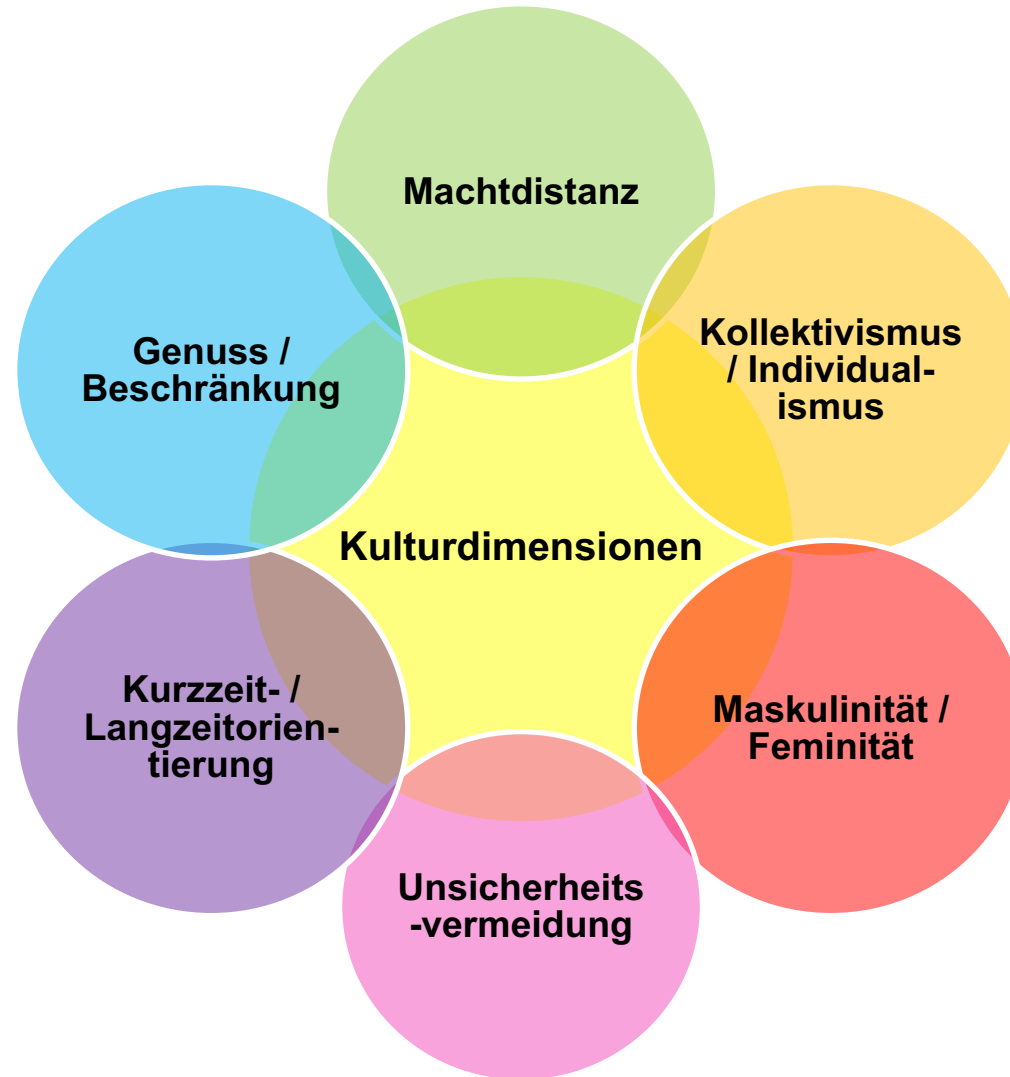 Machtdistanz
Kollektivismus
/ Individual-
ismus
Genuss /
Beschränkung
Kulturdimensionen
Kurzzeit- /
Langzeitorien-
tierung
Maskulinität /
Feminität
Unsicherheits
-vermeidung